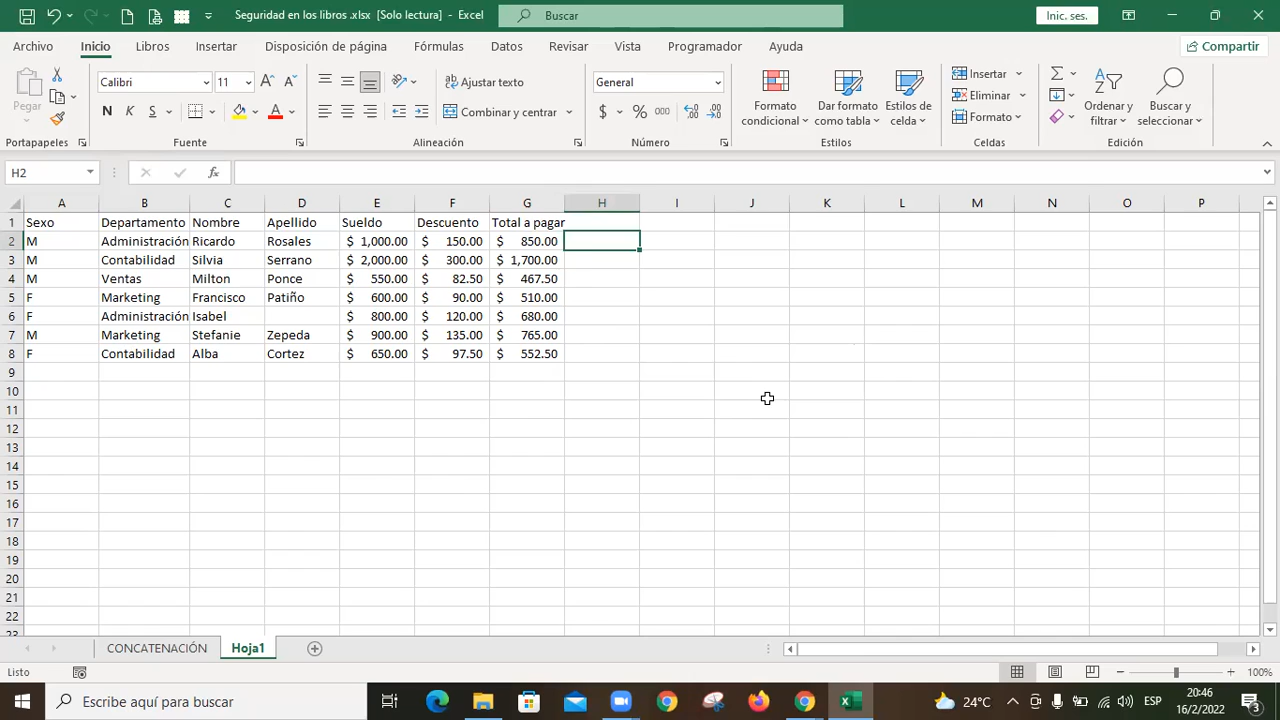 Seguridad en los libros .xlsx [Solo lectura] - Excel
Buscar
Inic. ses.
Archivo Inicio Libros Insertar Disposición de página Fórmulas Datos Revisar Vista Programador Ayuda
Compartir
Pegar
Portapapeles
Calibri 11
N K S
Fuente
Ajustar texto
Combinar y centrar
Alineación
General
$ % 000
Número
Formato condicional
Dar formato como tabla
Estilos de celda
Estilos
Insertar
Eliminar
Formato
Celdas
Ordenar y filtrar
Buscar y seleccionar
Edición
H2
A B C D E F G H I J K L M N O P
1 Sexo Departamento Nombre Apellido Sueldo Descuento Total a pagar
2 M Administración Ricardo Rosales $ 1,000.00 $ 150.00 $ 850.00
3 M Contabilidad Silvia Serrano $ 2,000.00 $ 300.00 $ 1,700.00
4 M Ventas Milton Ponce $ 550.00 $ 82.50 $ 467.50
5 F Marketing Francisco Patiño $ 600.00 $ 90.00 $ 510.00
6 F Administración Isabel $ 800.00 $ 120.00 $ 680.00
7 M Marketing Stefanie Zepeda $ 900.00 $ 135.00 $ 765.00
8 F Contabilidad Alba Cortez $ 650.00 $ 97.50 $ 552.50
9
10
11
12
13
14
15
16
17
18
19
20
21
22
23
CONCATENACIÓN Hoja1
Listo
100%
Escribe aquí para buscar
24°C
ESP
20:46
16/2/2022
3